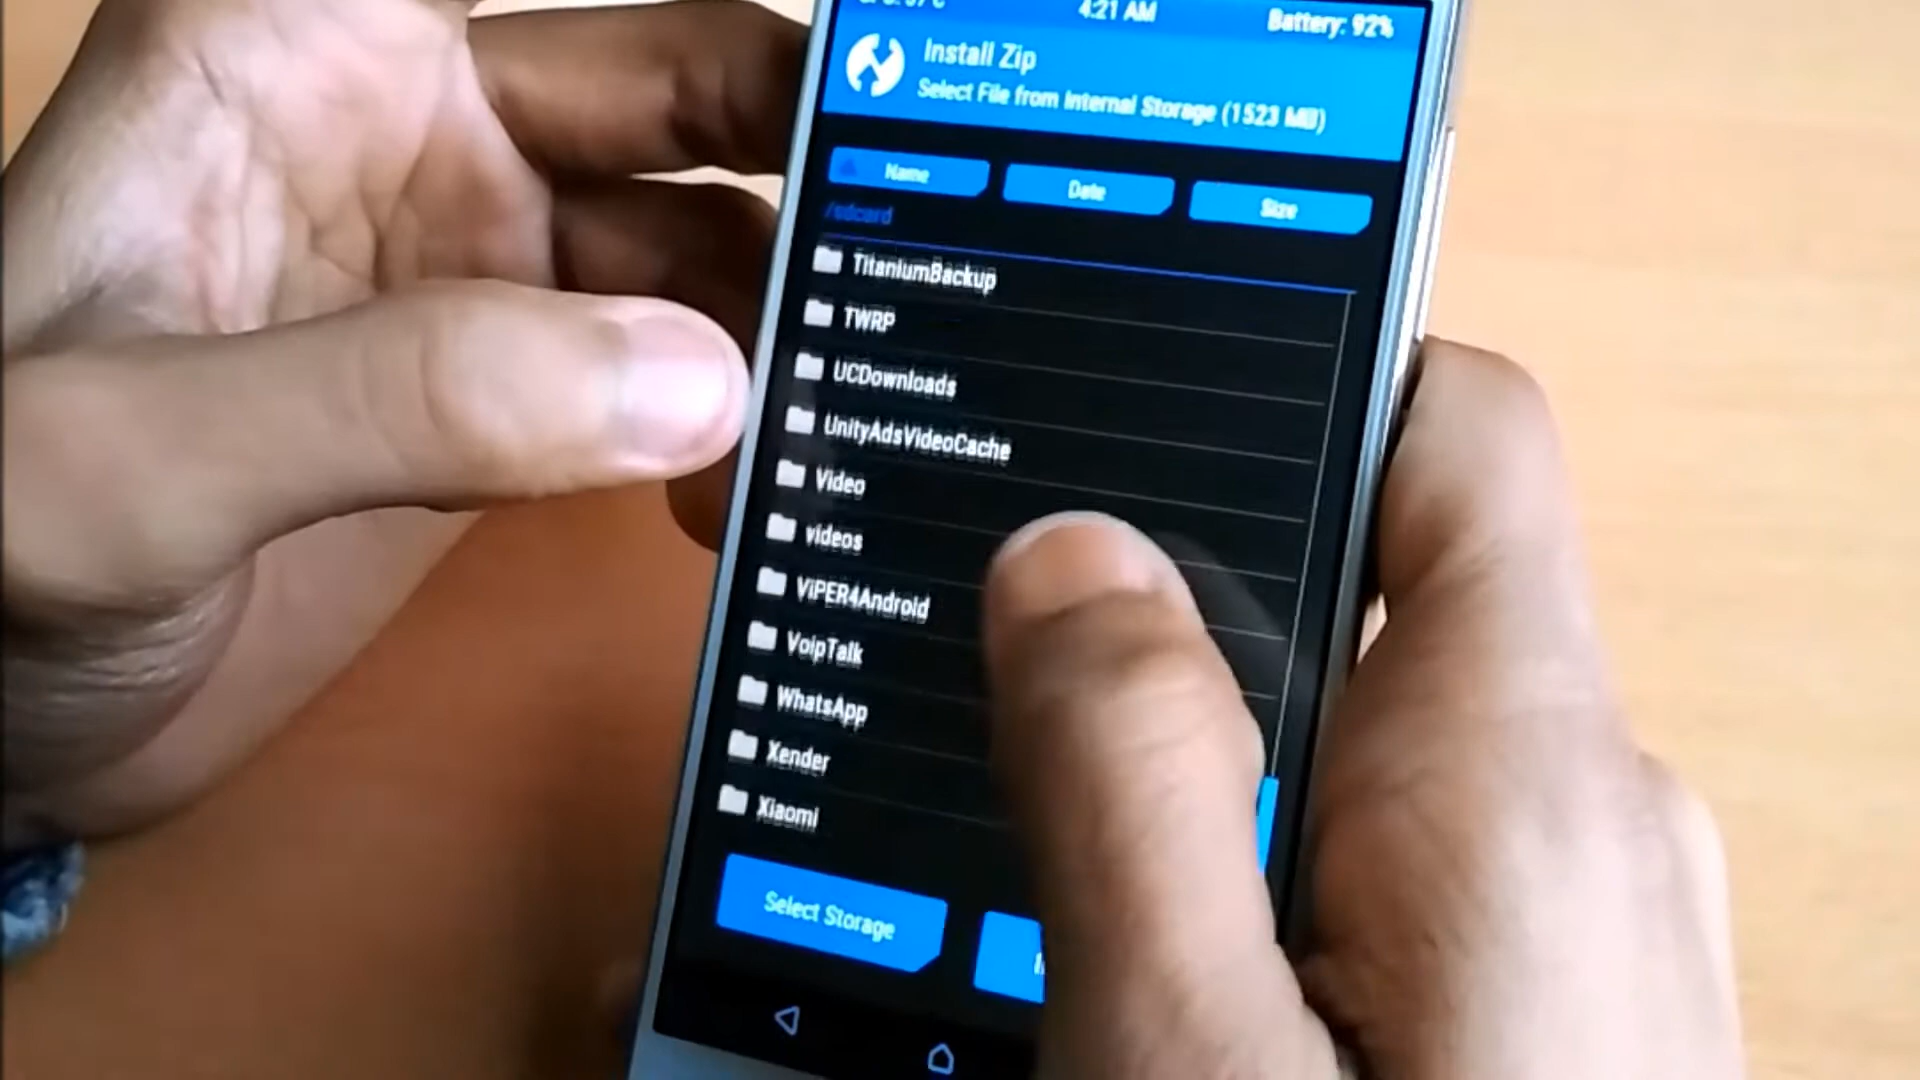 4:21 AM
Battery: 92%
Install Zip
Select File from Internal Storage (1523 MB)
Name
Date
Size
/sdcard
TitaniumBackup
TWRP
UCDownloads
UnityAdsVideoCache
Video
videos
ViPER4Android
VoipTalk
WhatsApp
Xender
Xiaomi
Select Storage